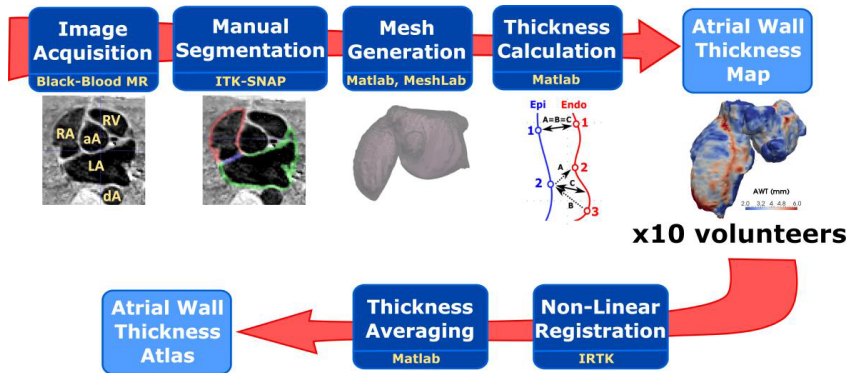 Image
Acquisition
Black-Blood MR
Manual
Segmentation
ITK-SNAP
Mesh
Generation
Matlab, MeshLab
Thickness
Calculation
Matlab
Atrial Wall
Thickness
Map
RA
RV
aA
LA
dA
Epi
Endo
A=B=C
1
1
A
2
2
C
B
3
AWT (mm)
2.0 3. 4 4.8 6.0
x10 volunteers
Atrial Wall
Thickness
Atlas
Thickness
Averaging
Matlab
Non-Linear
Registration
IRTK